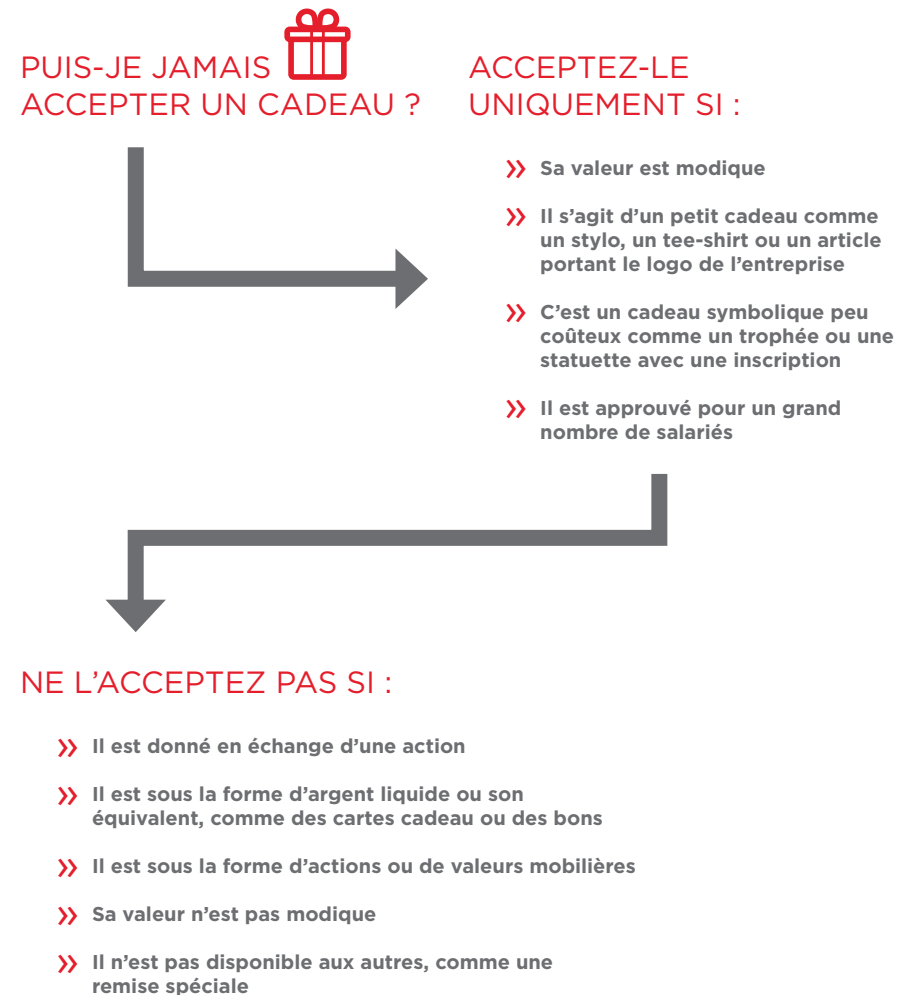 PUIS-JE JAMAIS
ACCEPTER UN CADEAU ?
ACCEPTEZ-LE
UNIQUEMENT SI :
Sa valeur est modique
Il s’agit d’un petit cadeau comme
un stylo, un tee-shirt ou un article
portant le logo de l’entreprise
C’est un cadeau symbolique peu
coûteux comme un trophée ou une
statuette avec une inscription
Il est approuvé pour un grand
nombre de salariés
NE L’ACCEPTEZ PAS SI :
Il est donné en échange d’une action
Il est sous la forme d’argent liquide ou son
équivalent, comme des cartes cadeau ou des bons
Il est sous la forme d’actions ou de valeurs mobilières
Sa valeur n’est pas modique
Il n’est pas disponible aux autres, comme une
remise spéciale